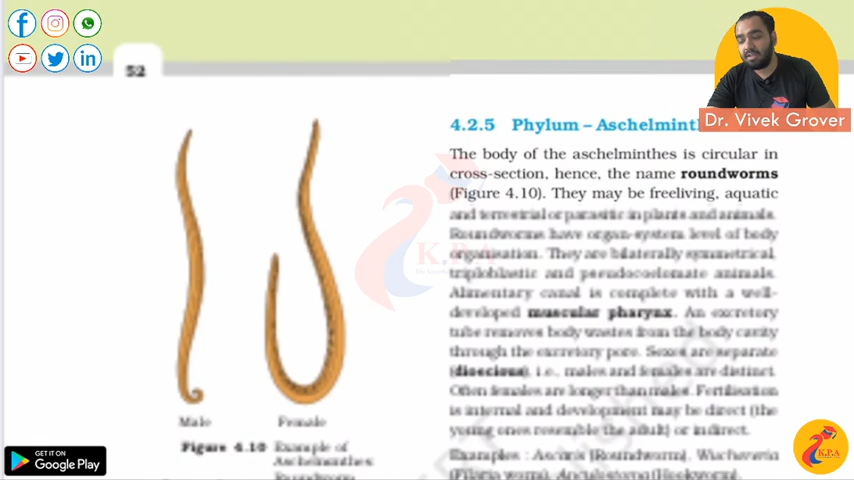 52
4.2.5 Phylum – Aschelminth
Dr. Vivek Grover
The body of the aschelminthes is circular in
cross-section, hence, the name roundworms
(Figure 4.10). They may be freeliving, aquatic
and terrestrial or parasitic in plants and animals.
Roundworms have organ-system level of body
organisation. They are bilaterally symmetrical,
triploblastic and pseudocoelomate animals.
Alimentary canal is complete with a well-
developed muscular pharynx. An excretory
tube removes body wastes from the body cavity
through the excretory pore. Sexes are separate
(dioecious), i.e., males and females are distinct.
Often females are longer than males. Fertilisation
is internal and development may be direct (the
young ones resemble the adult) or indirect.
Examples : Ascaris (Roundworm), Wuchereria
(Filaria worm), Ancylostoma (Hookworm).
Male
Female
Figure 4.10 Example of
Aschelminthes:
Roundworm
K.P.A
GET IT ON
Google Play
K.P.A